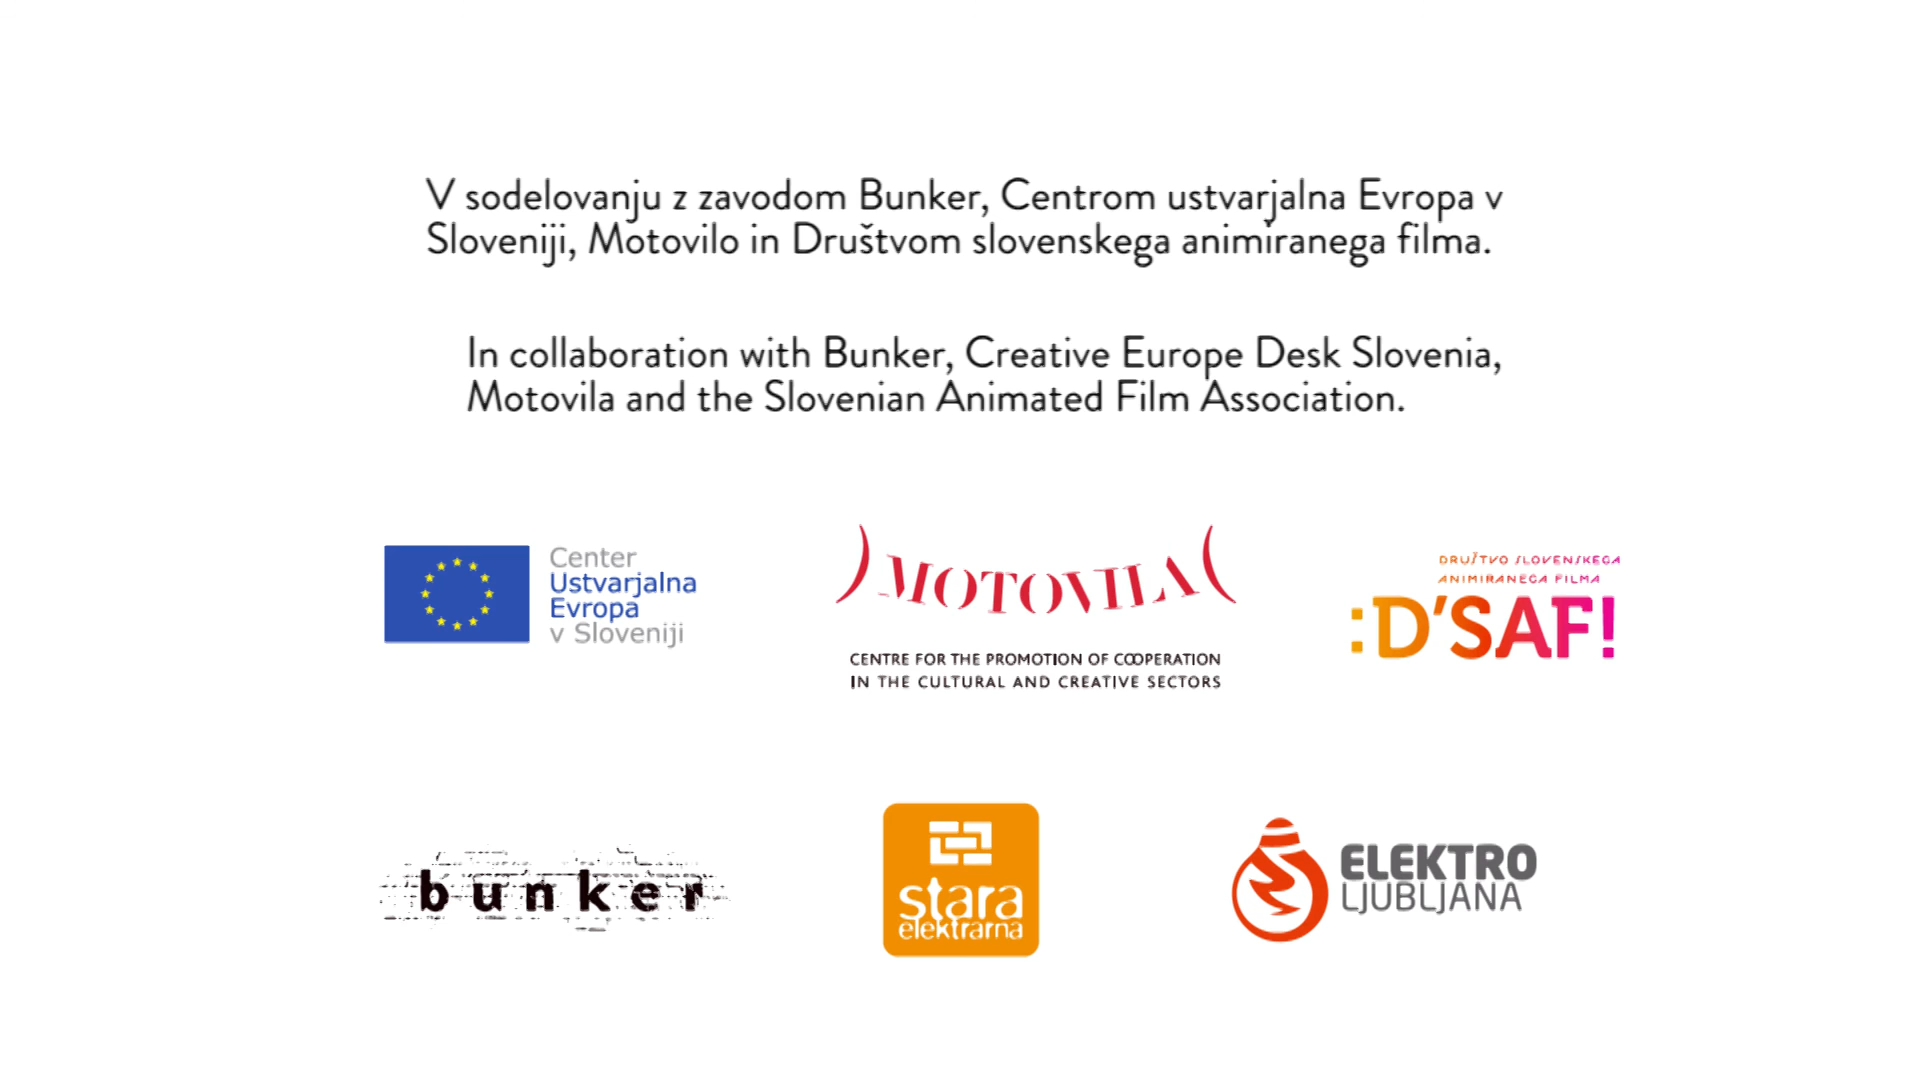 V sodelovanju z zavodom Bunker, Centrom ustvarjalna Evropa v
Sloveniji, Motovilo in Društvom slovenskega animiranega filma.
In collaboration with Bunker, Creative Europe Desk Slovenia,
Motovila and the Slovenian Animated Film Association.
Center
Ustvarjalna
Evropa
v Sloveniji
)MOTOVILA(
CENTRE FOR THE PROMOTION OF COOPERATION
IN THE CULTURAL AND CREATIVE SECTORS
DRUŠTVO SLOVENSKEGA
ANIMIRANEGA FILMA
:D'SAF!
bunker
stara
elektrarna
ELEKTRO
LJUBLJANA